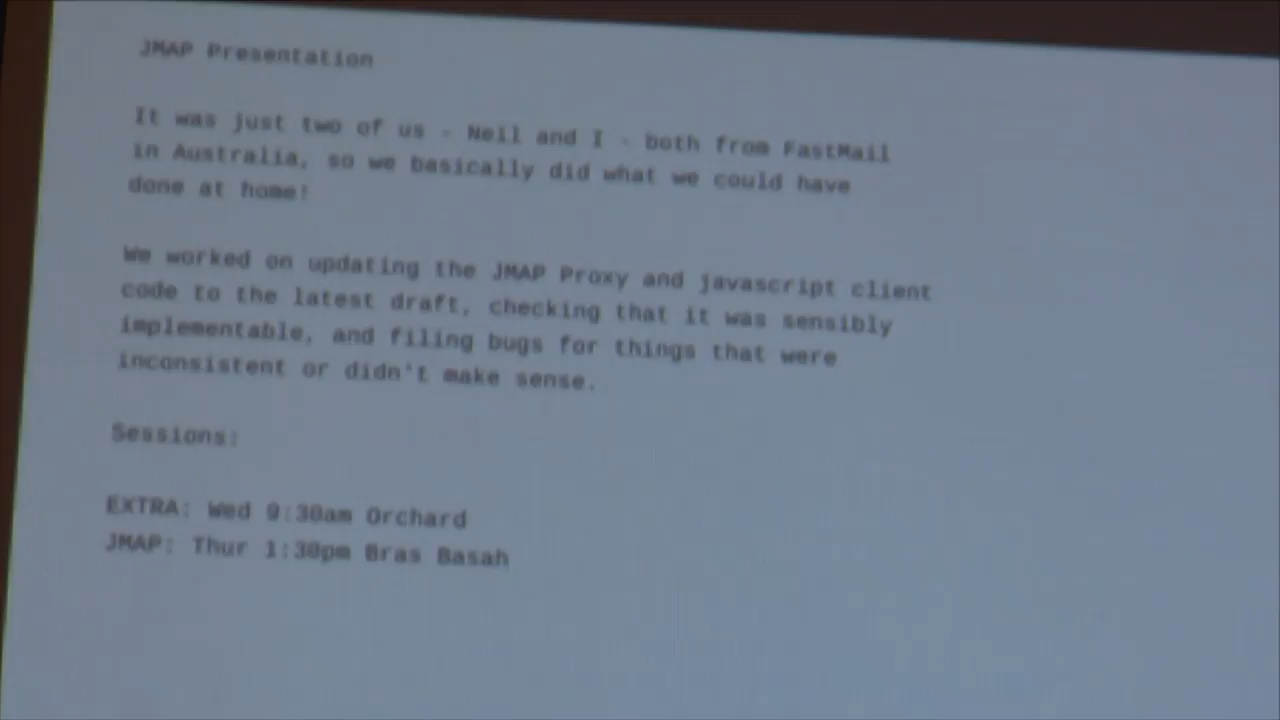 JMAP Presentation
It was just two of us - Neil and I - both from FastMail
in Australia, so we basically did what we could have
done at home!
We worked on updating the JMAP Proxy and javascript client
code to the latest draft, checking that it was sensibly
implementable, and filing bugs for things that were
inconsistent or didn't make sense.
Sessions:
EXTRA: Wed 9:30am Orchard
JMAP: Thur 1:30pm Bras Basah